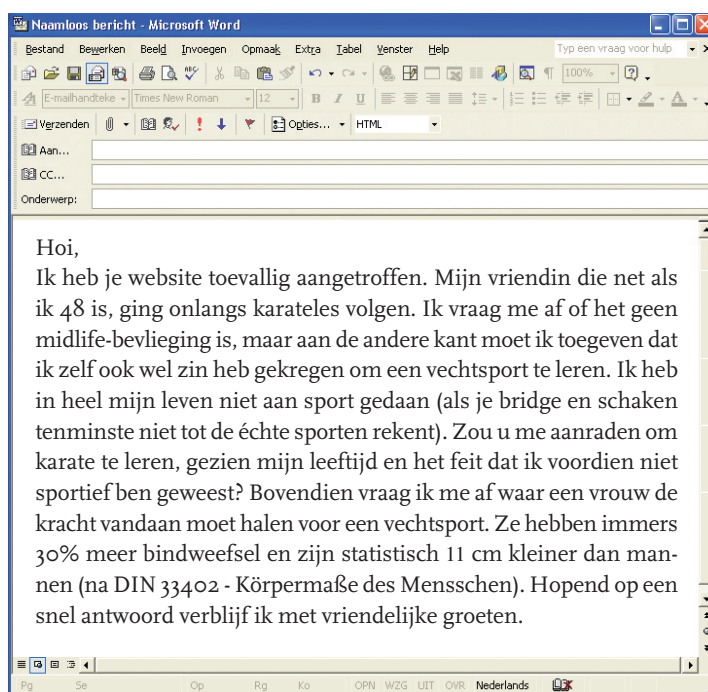 Naamloos bericht - Microsoft Word
Bestand Bewerken Beeld Invoegen Opmaak Extra Tabel Venster Help Typ een vraag voor hulp
100%
E-mailhandteke Times New Roman 12 B I U
Verzenden Opties... HTML
Aan...
CC...
Onderwerp:
Hoi,
Ik heb je website toevallig aangetroffen. Mijn vriendin die net als
ik 48 is, ging onlangs karateles volgen. Ik vraag me af of het geen
midlife-bevlieging is, maar aan de andere kant moet ik toegeven dat
ik zelf ook wel zin heb gekregen om een vechtsport te leren. Ik heb
in heel mijn leven niet aan sport gedaan (als je bridge en schaken
tenminste niet tot de échte sporten rekent). Zou u me aanraden om
karate te leren, gezien mijn leeftijd en het feit dat ik voordien niet
sportief ben geweest? Bovendien vraag ik me af waar een vrouw de
kracht vandaan moet halen voor een vechtsport. Ze hebben immers
30% meer bindweefsel en zijn statistisch 11 cm kleiner dan man-
nen (na DIN 33402 - Körpermaße des Mensschen). Hopend op een
snel antwoord verblijf ik met vriendelijke groeten.
Pg Se Op Rg Ko OPN WZG UIT OVR Nederlands